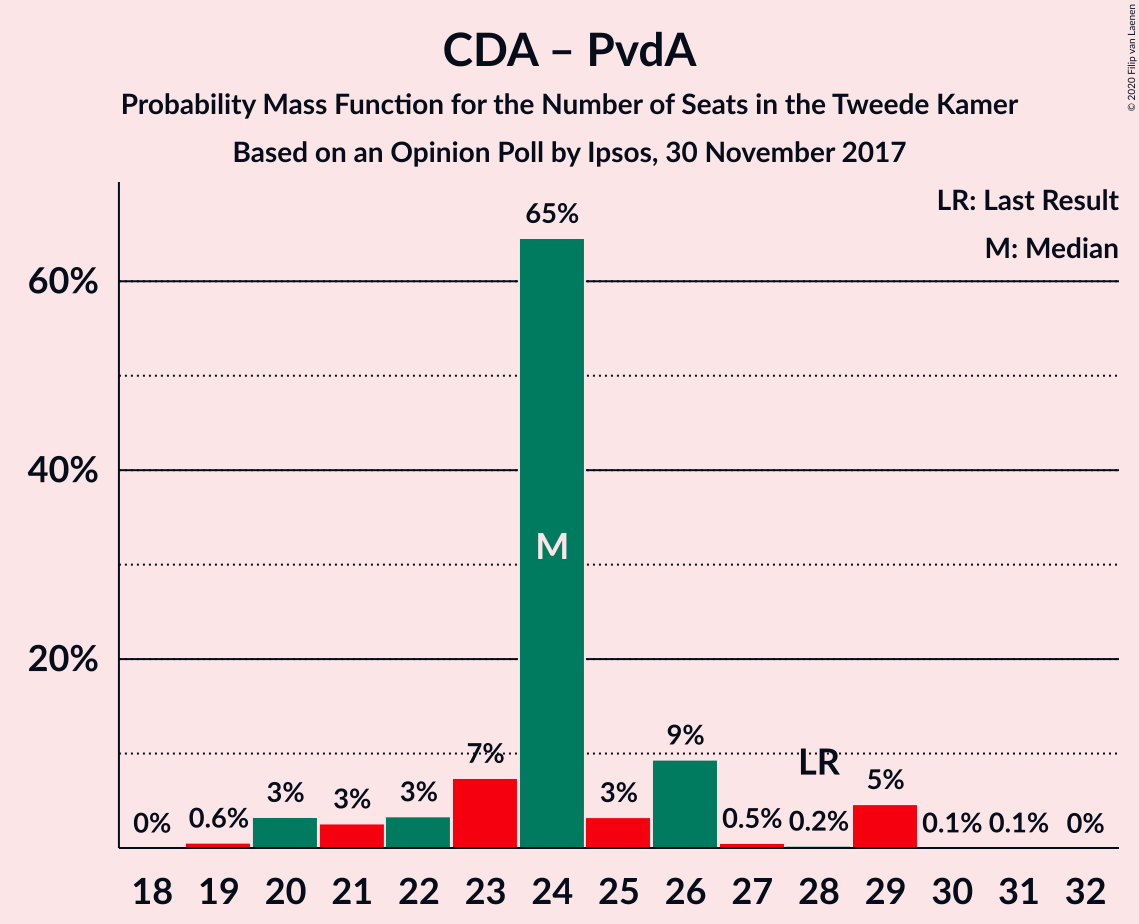 CDA – PvdA
Probability Mass Function for the Number of Seats in the Tweede Kamer
Based on an Opinion Poll by Ipsos, 30 November 2017
© 2020 Filip van Laenen
LR: Last Result
M: Median
60%
40%
20%
0%
0.6%
3%
3%
3%
7%
65%
M
3%
9%
0.5%
LR
0.2%
5%
0.1%
0.1%
0%
18 19 20 21 22 23 24 25 26 27 28 29 30 31 32